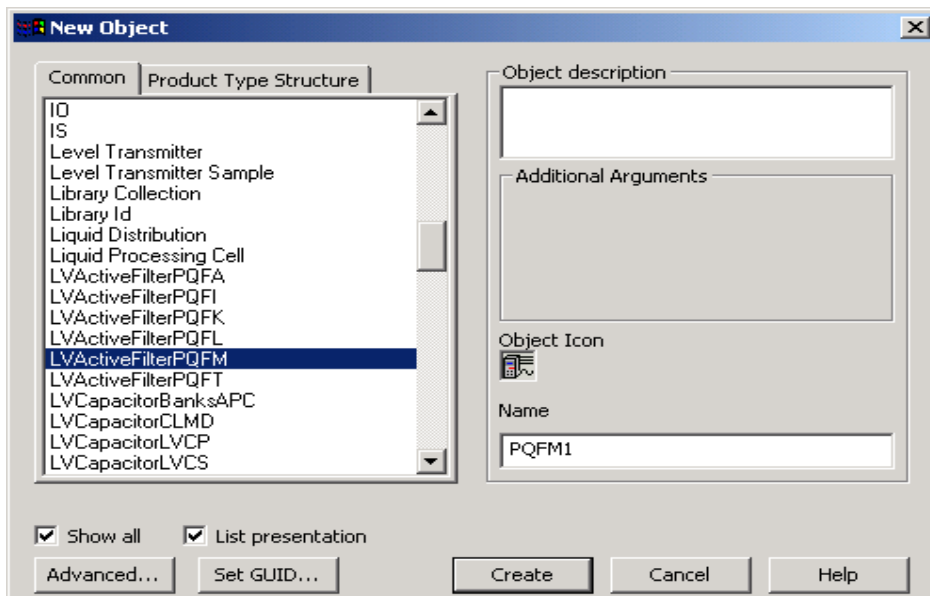 New Object
Common
Product Type Structure
IO
IS
Level Transmitter
Level Transmitter Sample
Library Collection
Library Id
Liquid Distribution
Liquid Processing Cell
LVActiveFilterPQFA
LVActiveFilterPQFI
LVActiveFilterPQFK
LVActiveFilterPQFL
LVActiveFilterPQFM
LVActiveFilterPQFT
LVCapacitorBanksAPC
LVCapacitorCLMD
LVCapacitorLVCP
LVCapacitorLVCS
Object description
Additional Arguments
Object Icon
Name
PQFM1
Show all
List presentation
Advanced...
Set GUID...
Create
Cancel
Help